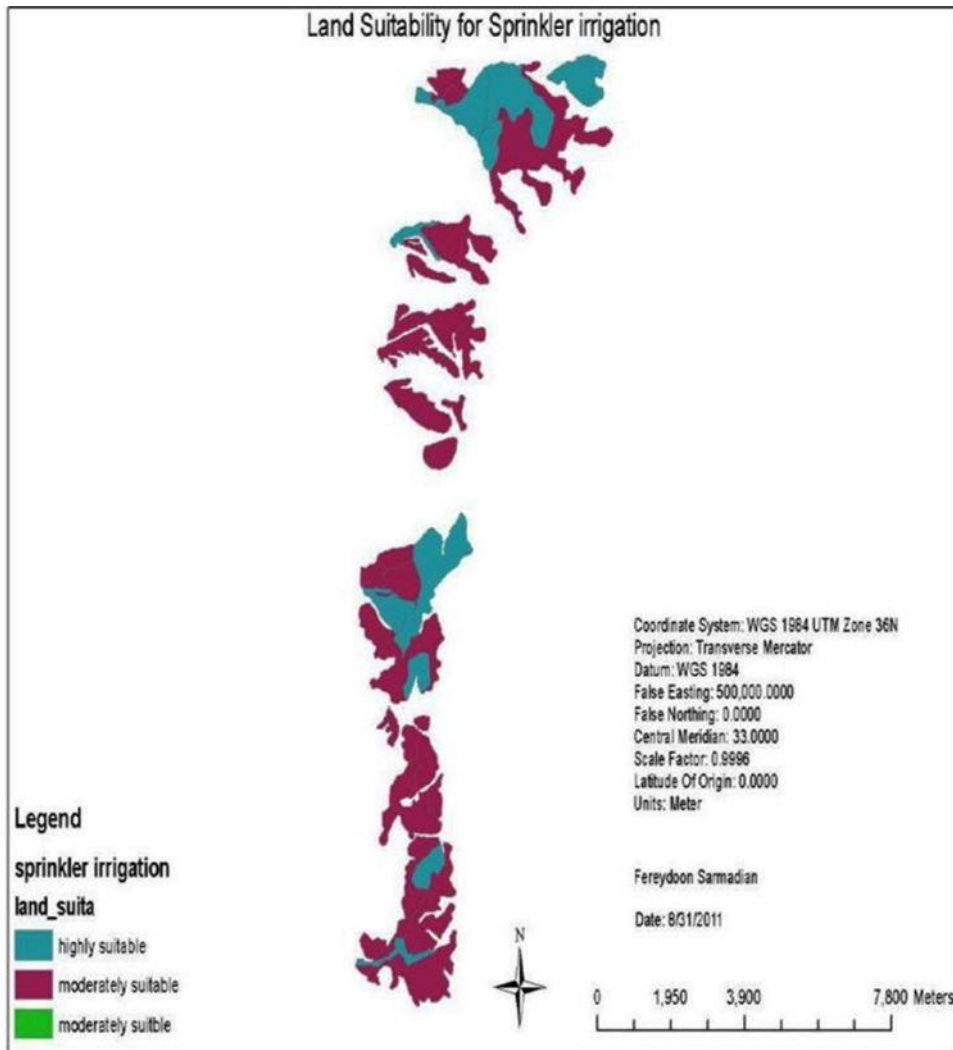 Land Suitability for Sprinkler irrigation
Coordinate System: WGS 1984 UTM Zone 36N
Projection: Transverse Mercator
Datum: WGS 1984
False Easting: 500,000.0000
False Northing: 0.0000
Central Meridian: 33.0000
Scale Factor: 0.9996
Latitude Of Origin: 0.0000
Units: Meter
Legend
sprinkler irrigation
land_suita
highly suitable
moderately suitable
moderately suitble
Fereydoon Sarmadian
Date: 8/31/2011
N
0 1,950 3,900 7,800 Meters